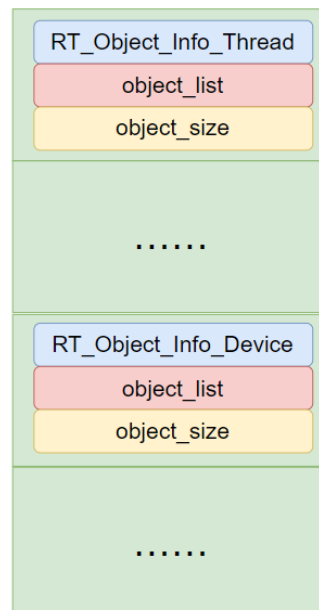 RT_Object_Info_Thread
object_list
object_size
......
RT_Object_Info_Device
object_list
object_size
......